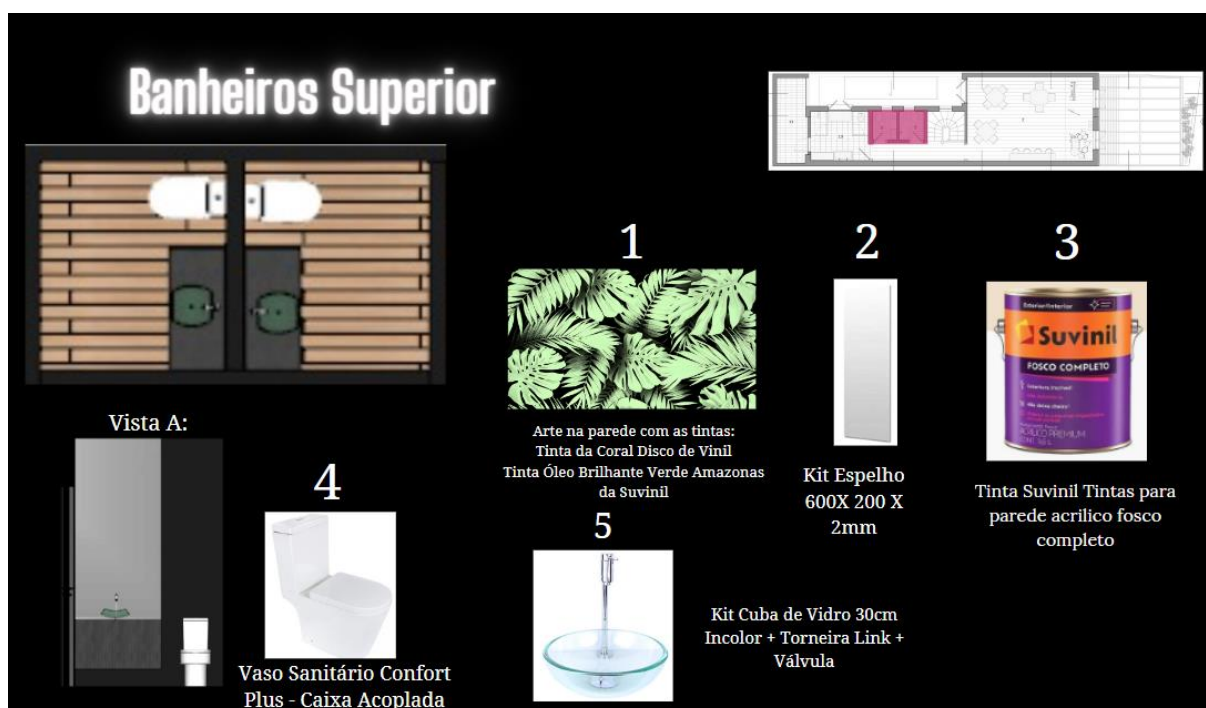 Banheiros Superior
1
2
3
Exterior/Interior
Suvinil
FOSCO COMPLETO
Vista A:
4
Arte na parede com as tintas:
Tinta da Coral Disco de Vinil
Tinta Óleo Brilhante Verde Amazonas
da Suvinil
Kit Espelho
600X 200 X
2mm
Tinta Suvinil Tintas para
parede acrilico fosco
completo
5
Kit Cuba de Vidro 30cm
Incolor + Torneira Link +
Válvula
Vaso Sanitário Confort
Plus - Caixa Acoplada